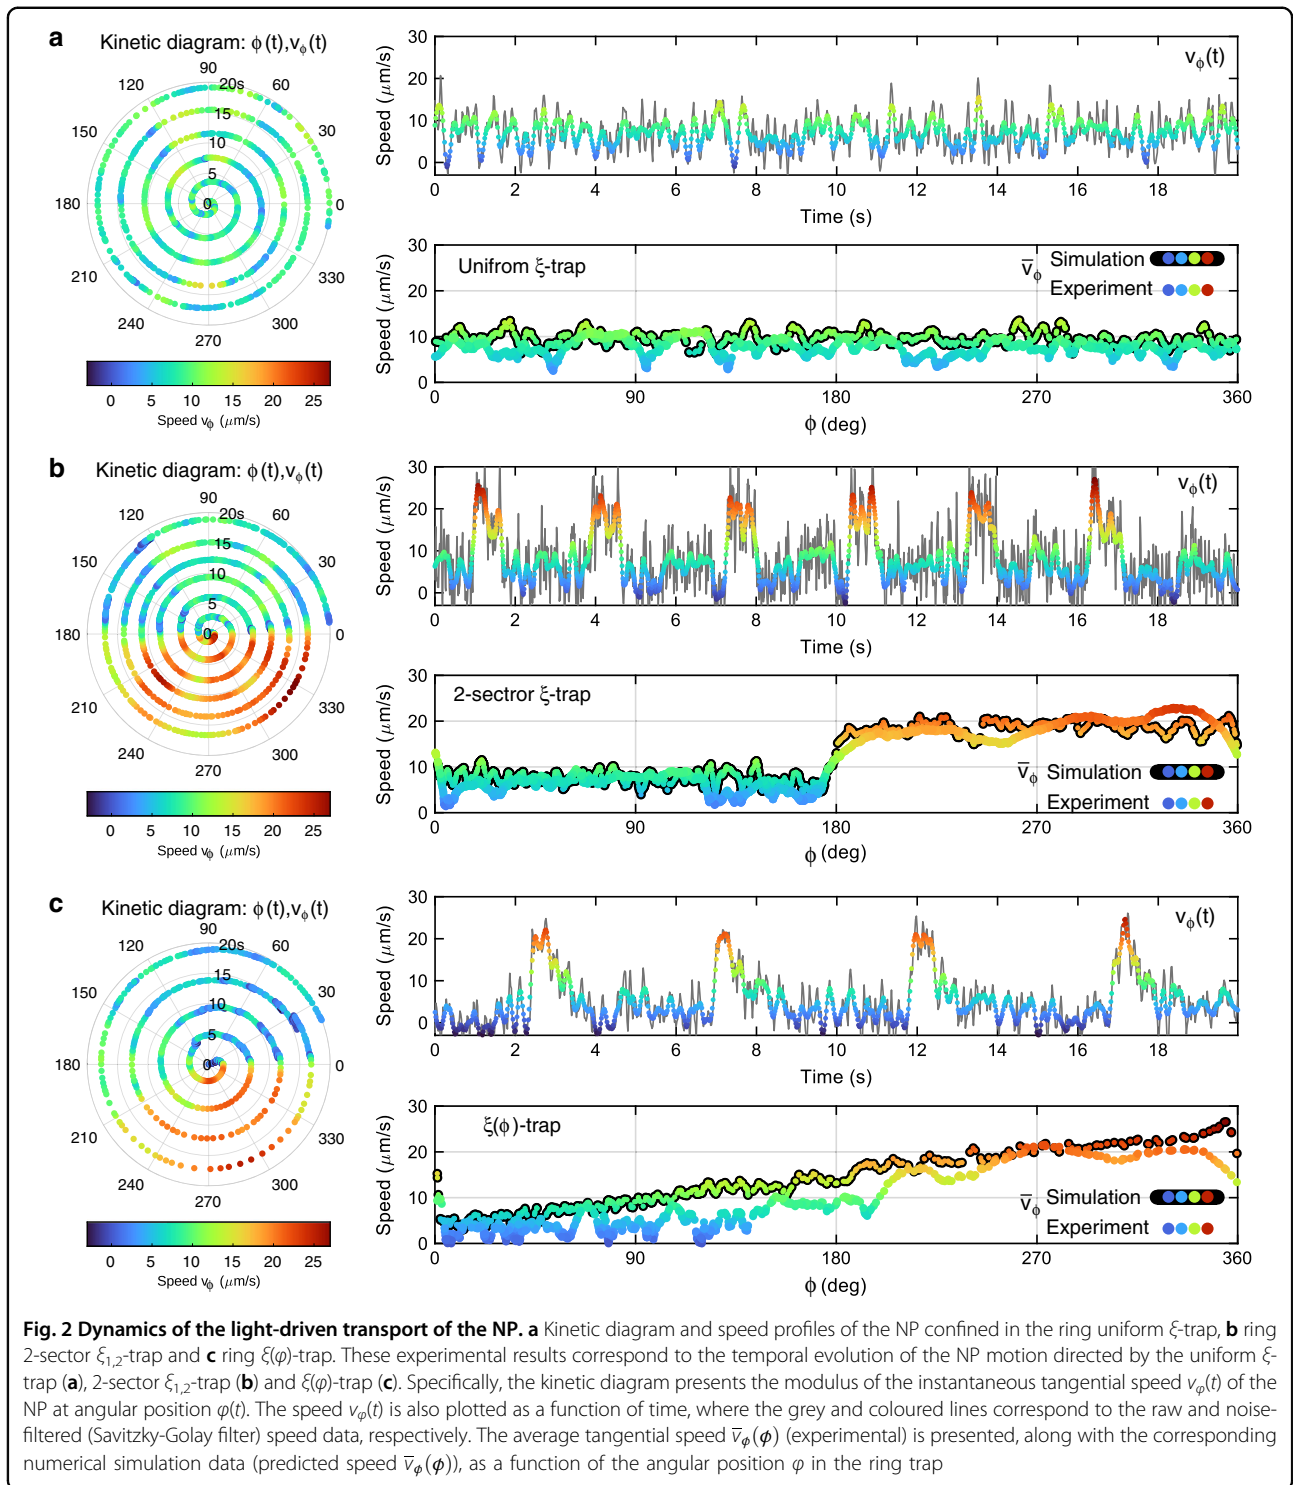 a
Kinetic diagram: ϕ(t),vϕ(t)
90
120
20s
60
15
150
30
10
5
180
0
0
210
330
240
300
270
0 5 10 15 20 25
Speed vϕ (μm/s)
30
20
10
0
Speed (μm/s)
vϕ(t)
0 2 4 6 8 10 12 14 16 18
Time (s)
30
20
10
0
Speed (μm/s)
Unifrom ξ-trap
v̅ϕ Simulation
Experiment
0 90 180 270 360
ϕ (deg)
b
Kinetic diagram: ϕ(t),vϕ(t)
90
120
20s
60
15
150
30
10
5
180
0
0
210
330
240
300
270
0 5 10 15 20 25
Speed vϕ (μm/s)
30
20
10
0
Speed (μm/s)
vϕ(t)
0 2 4 6 8 10 12 14 16 18
Time (s)
30
20
10
0
Speed (μm/s)
2-sectror ξ-trap
v̅ϕ Simulation
Experiment
0 90 180 270 360
ϕ (deg)
c
Kinetic diagram: ϕ(t),vϕ(t)
90
120
20s
60
15
150
30
10
5
180
0
0
210
330
240
300
270
0 5 10 15 20 25
Speed vϕ (μm/s)
30
20
10
0
Speed (μm/s)
vϕ(t)
0 2 4 6 8 10 12 14 16 18
Time (s)
30
20
10
0
Speed (μm/s)
ξ(ϕ)-trap
v̅ϕ Simulation
Experiment
0 90 180 270 360
ϕ (deg)
Fig. 2 Dynamics of the light-driven transport of the NP. a Kinetic diagram and speed profiles of the NP confined in the ring uniform ξ-trap, b ring
2-sector ξ1,2-trap and c ring ξ(φ)-trap. These experimental results correspond to the temporal evolution of the NP motion directed by the uniform ξ-
trap (a), 2-sector ξ1,2-trap (b) and ξ(φ)-trap (c). Specifically, the kinetic diagram presents the modulus of the instantaneous tangential speed vφ(t) of the
NP at angular position φ(t). The speed vφ(t) is also plotted as a function of time, where the grey and coloured lines correspond to the raw and noise-
filtered (Savitzky-Golay filter) speed data, respectively. The average tangential speed v̅ϕ(ϕ) (experimental) is presented, along with the corresponding
numerical simulation data (predicted speed v̅ϕ(ϕ)), as a function of the angular position φ in the ring trap